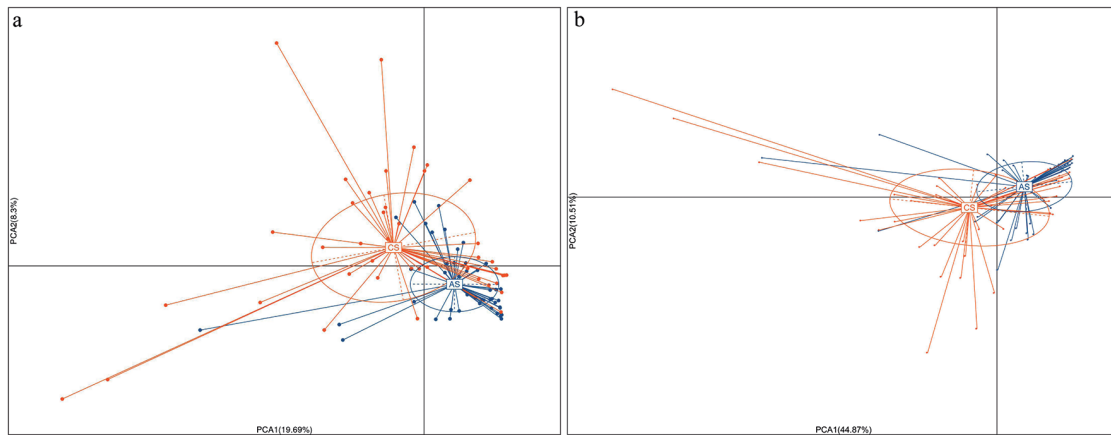 a
PCA2(8.3%)
CS
AS
PCA1(19.69%)
b
PCA2(10.51%)
AS
CS
PCA1(44.87%)